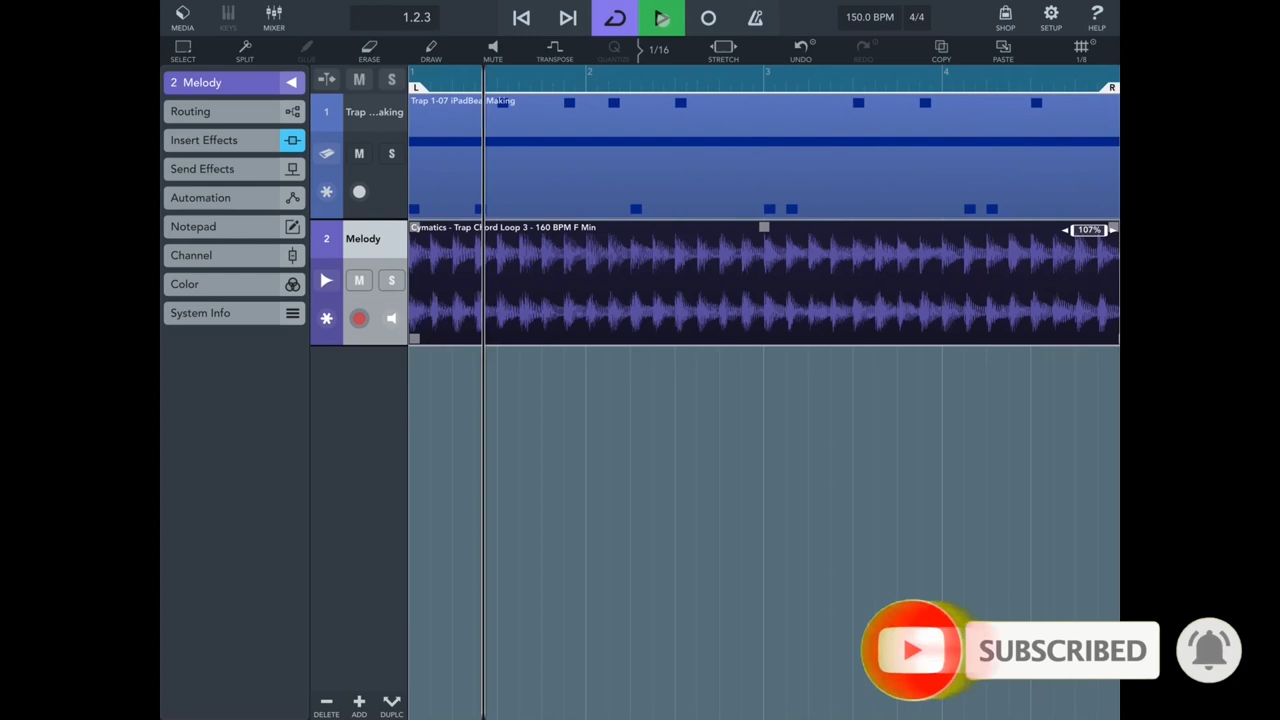 MEDIA
KEYS
MIXER
1.2.3
150.0 BPM
4/4
SHOP
SETUP
HELP
SELECT
SPLIT
GLUE
ERASE
DRAW
MUTE
TRANSPOSE
QUANTIZE
1/16
STRETCH
UNDO
REDO
COPY
PASTE
1/8
2 Melody
M
S
1
2
3
4
L
R
Routing
1
Trap ...aking
Trap 1-07 iPadBeatMaking
Insert Effects
M
S
Send Effects
Automation
Notepad
2
Melody
Cymatics - Trap Chord Loop 3 - 160 BPM F Min
107%
Channel
Color
M
S
System Info
SUBSCRIBED
DELETE
ADD
DUPLC